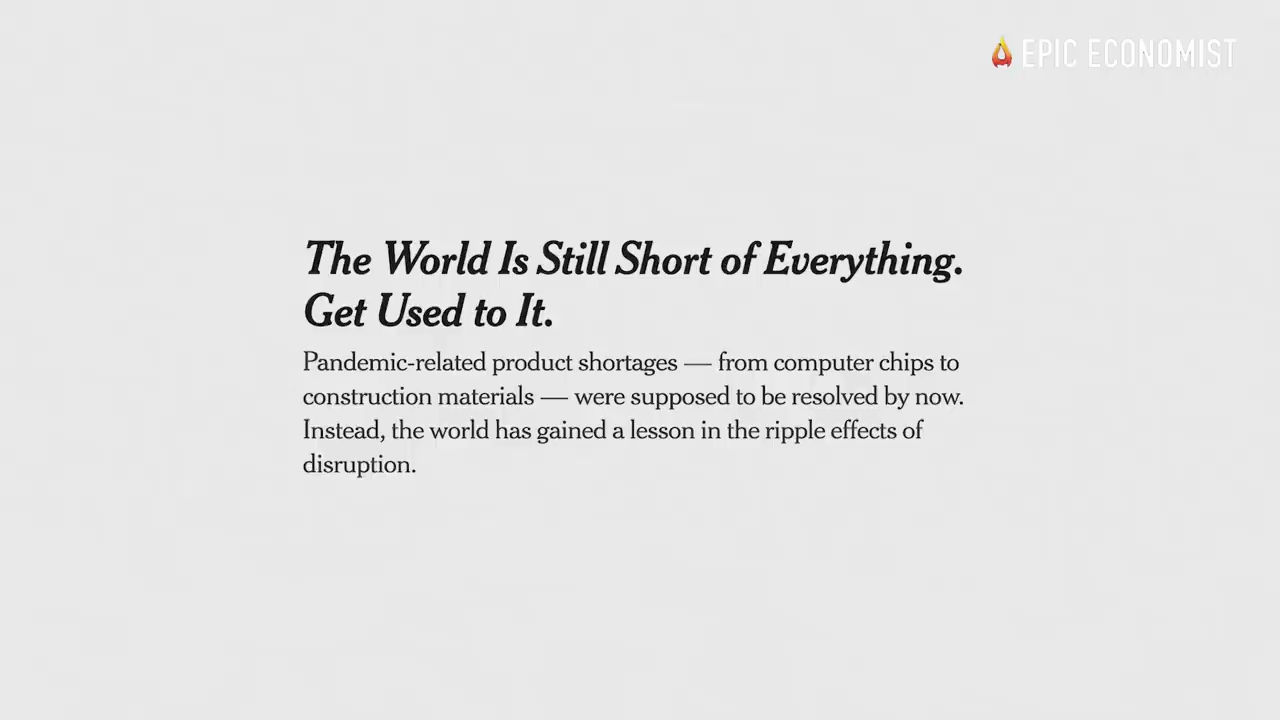 EPIC ECONOMIST
The World Is Still Short of Everything.
Get Used to It.
Pandemic-related product shortages — from computer chips to
construction materials — were supposed to be resolved by now.
Instead, the world has gained a lesson in the ripple effects of
disruption.